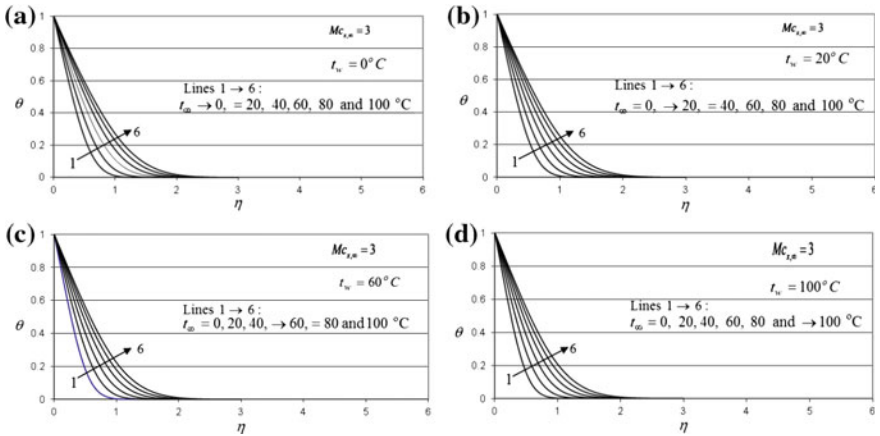 (a)
1
0.8
0.6
0.4
0.2
0
θ
Mc_{x,∞} = 3
t_w = 0°C
Lines 1 → 6 :
t_∞ → 0, = 20, 40, 60, 80 and 100 °C
6
1
0 1 2 3 4 5 6
η
(b)
1
0.8
0.6
0.4
0.2
0
θ
Mc_{x,∞} = 3
t_w = 20°C
Lines 1 → 6 :
t_∞ = 0, → 20, = 40, 60, 80 and 100 °C
6
1
0 1 2 3 4 5 6
η
(c)
1
0.8
0.6
0.4
0.2
0
θ
Mc_{x,∞} = 3
t_w = 60°C
Lines 1 → 6 :
t_∞ = 0, 20, 40, → 60, = 80 and 100 °C
6
1
0 1 2 3 4 5 6
η
(d)
1
0.8
0.6
0.4
0.2
0
θ
Mc_{x,∞} = 3
t_w = 100°C
Lines 1 → 6 :
t_∞ = 0, 20, 40, 60, 80 and → 100 °C
6
1
0 1 2 3 4 5 6
η